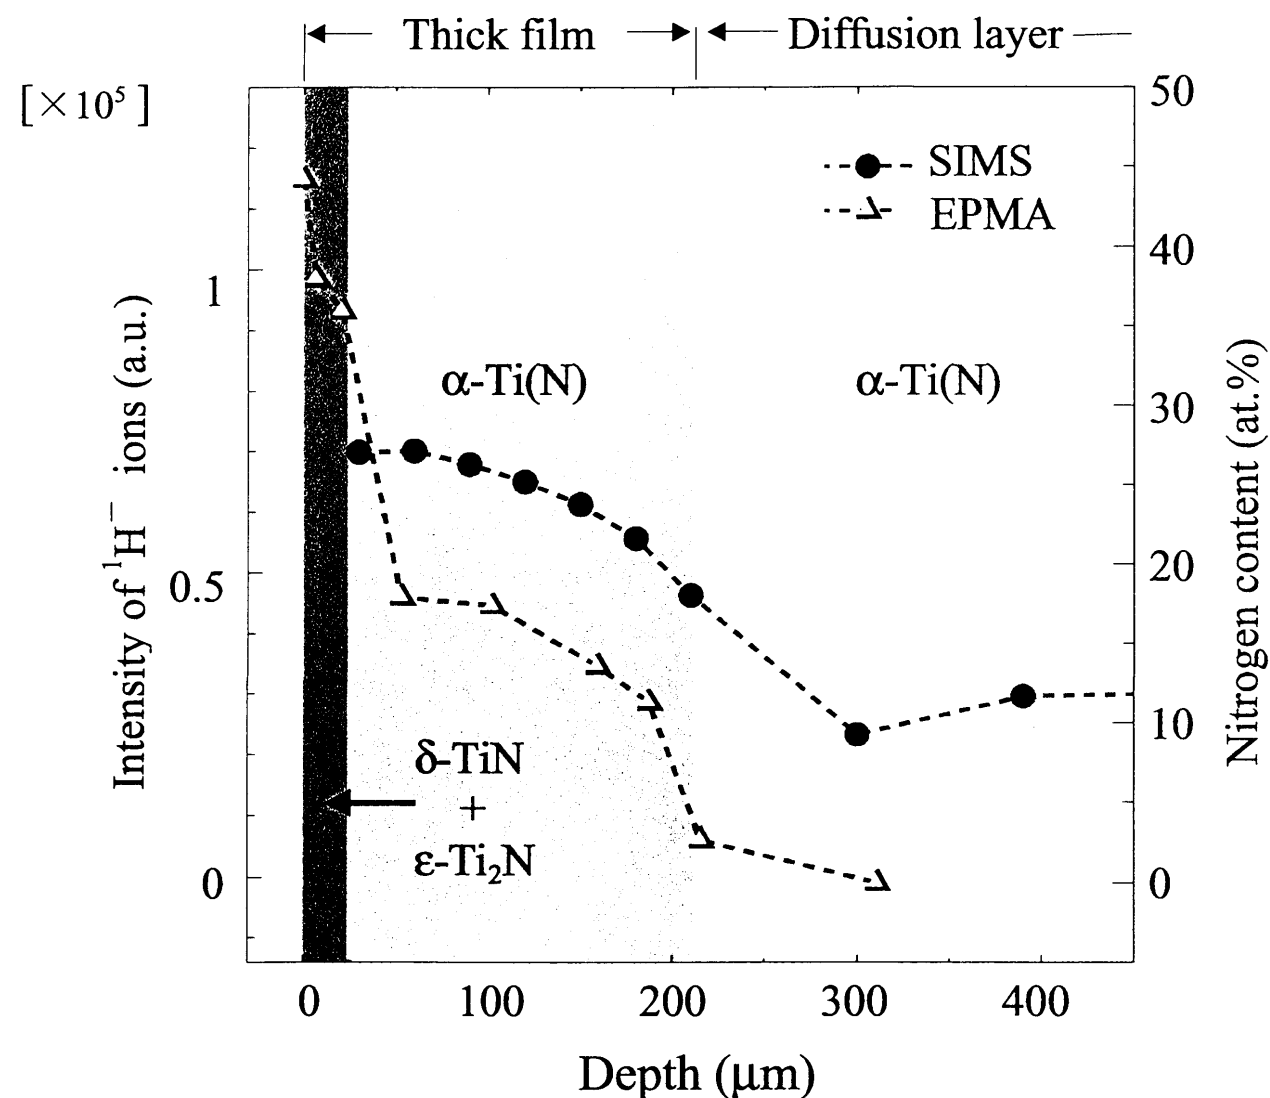 Thick film
Diffusion layer
[×10⁵]
50
SIMS
EPMA
40
1
α-Ti(N)
α-Ti(N)
30
0.5
20
10
δ-TiN
+
ε-Ti₂N
0
0
0
100
200
300
400
Depth (μm)
Intensity of ¹H⁻ ions (a.u.)
Nitrogen content (at.%)